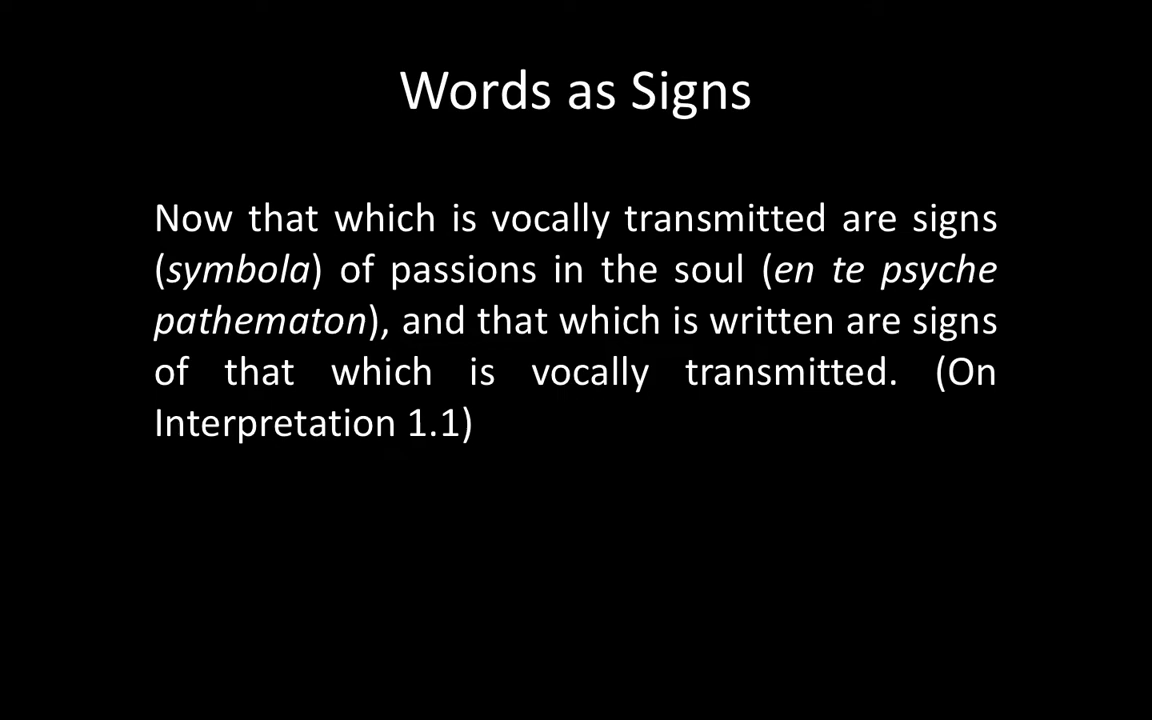 Words as Signs
Now that which is vocally transmitted are signs
(symbola) of passions in the soul (en te psyche
pathematon), and that which is written are signs
of that which is vocally transmitted. (On
Interpretation 1.1)